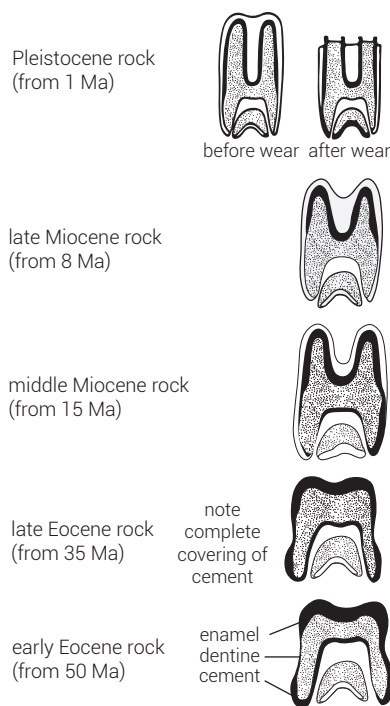 Pleistocene rock
(from 1 Ma)
before wear after wear
late Miocene rock
(from 8 Ma)
middle Miocene rock
(from 15 Ma)
late Eocene rock
(from 35 Ma)
note
complete
covering of
cement
early Eocene rock
(from 50 Ma)
enamel
dentine
cement